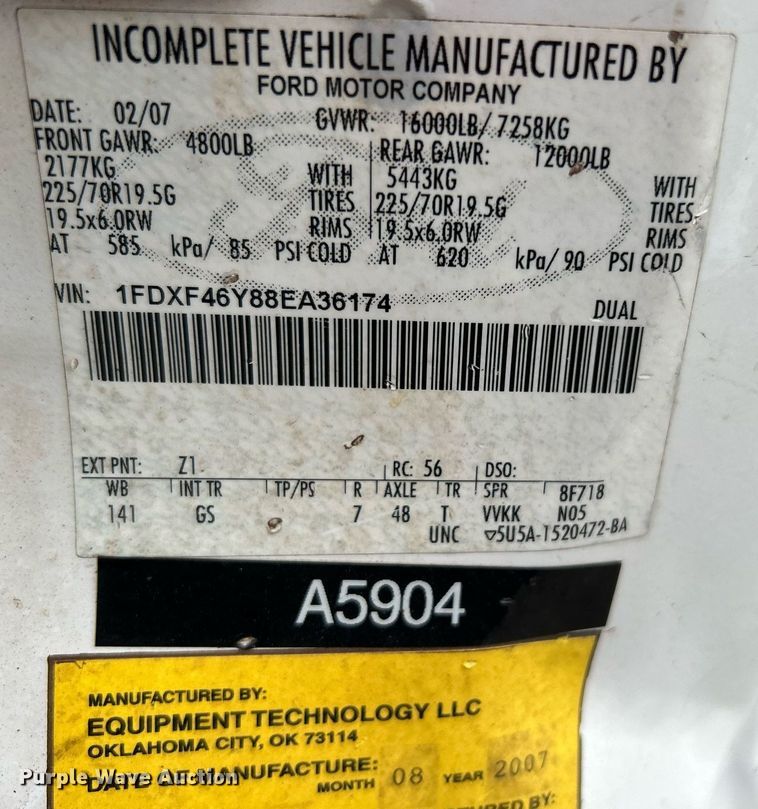 INCOMPLETE VEHICLE MANUFACTURED BY
FORD MOTOR COMPANY
DATE: 02/07 GVWR: 16000LB/ 7258KG
FRONT GAWR: 4800LB REAR GAWR: 12000LB
2177KG WITH 5443KG WITH
225/70R19.5G TIRES 225/70R19.5G TIRES
19.5x6.0RW RIMS 19.5x6.0RW RIMS
AT 585 kPa/ 85 PSI COLD AT 620 kPa/ 90 PSI COLD
VIN: 1FDXF46Y88EA36174 DUAL
EXT PNT: Z1 RC: 56 DSO:
WB INT TR TP/PS R AXLE TR SPR 8F718
141 GS 7 48 T VVKK N05
UNC 5U5A-1520472-BA
A5904
MANUFACTURED BY:
EQUIPMENT TECHNOLOGY LLC
OKLAHOMA CITY, OK 73114
DATE OF MANUFACTURE: MONTH 08 YEAR 2007
Purple Wave Auction